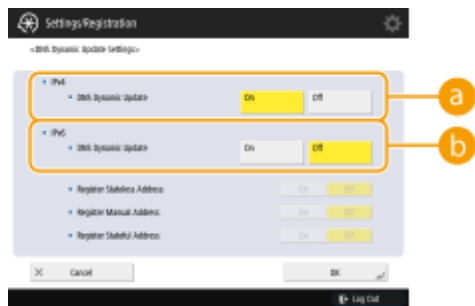 Settings/Registration
<DNS Dynamic Update Settings>
IPv4
DNS Dynamic Update On Off
a
IPv6
DNS Dynamic Update On Off
b
Register Stateless Address On Off
Register Manual Address On Off
Register Stateful Address On Off
Cancel OK
Log Out